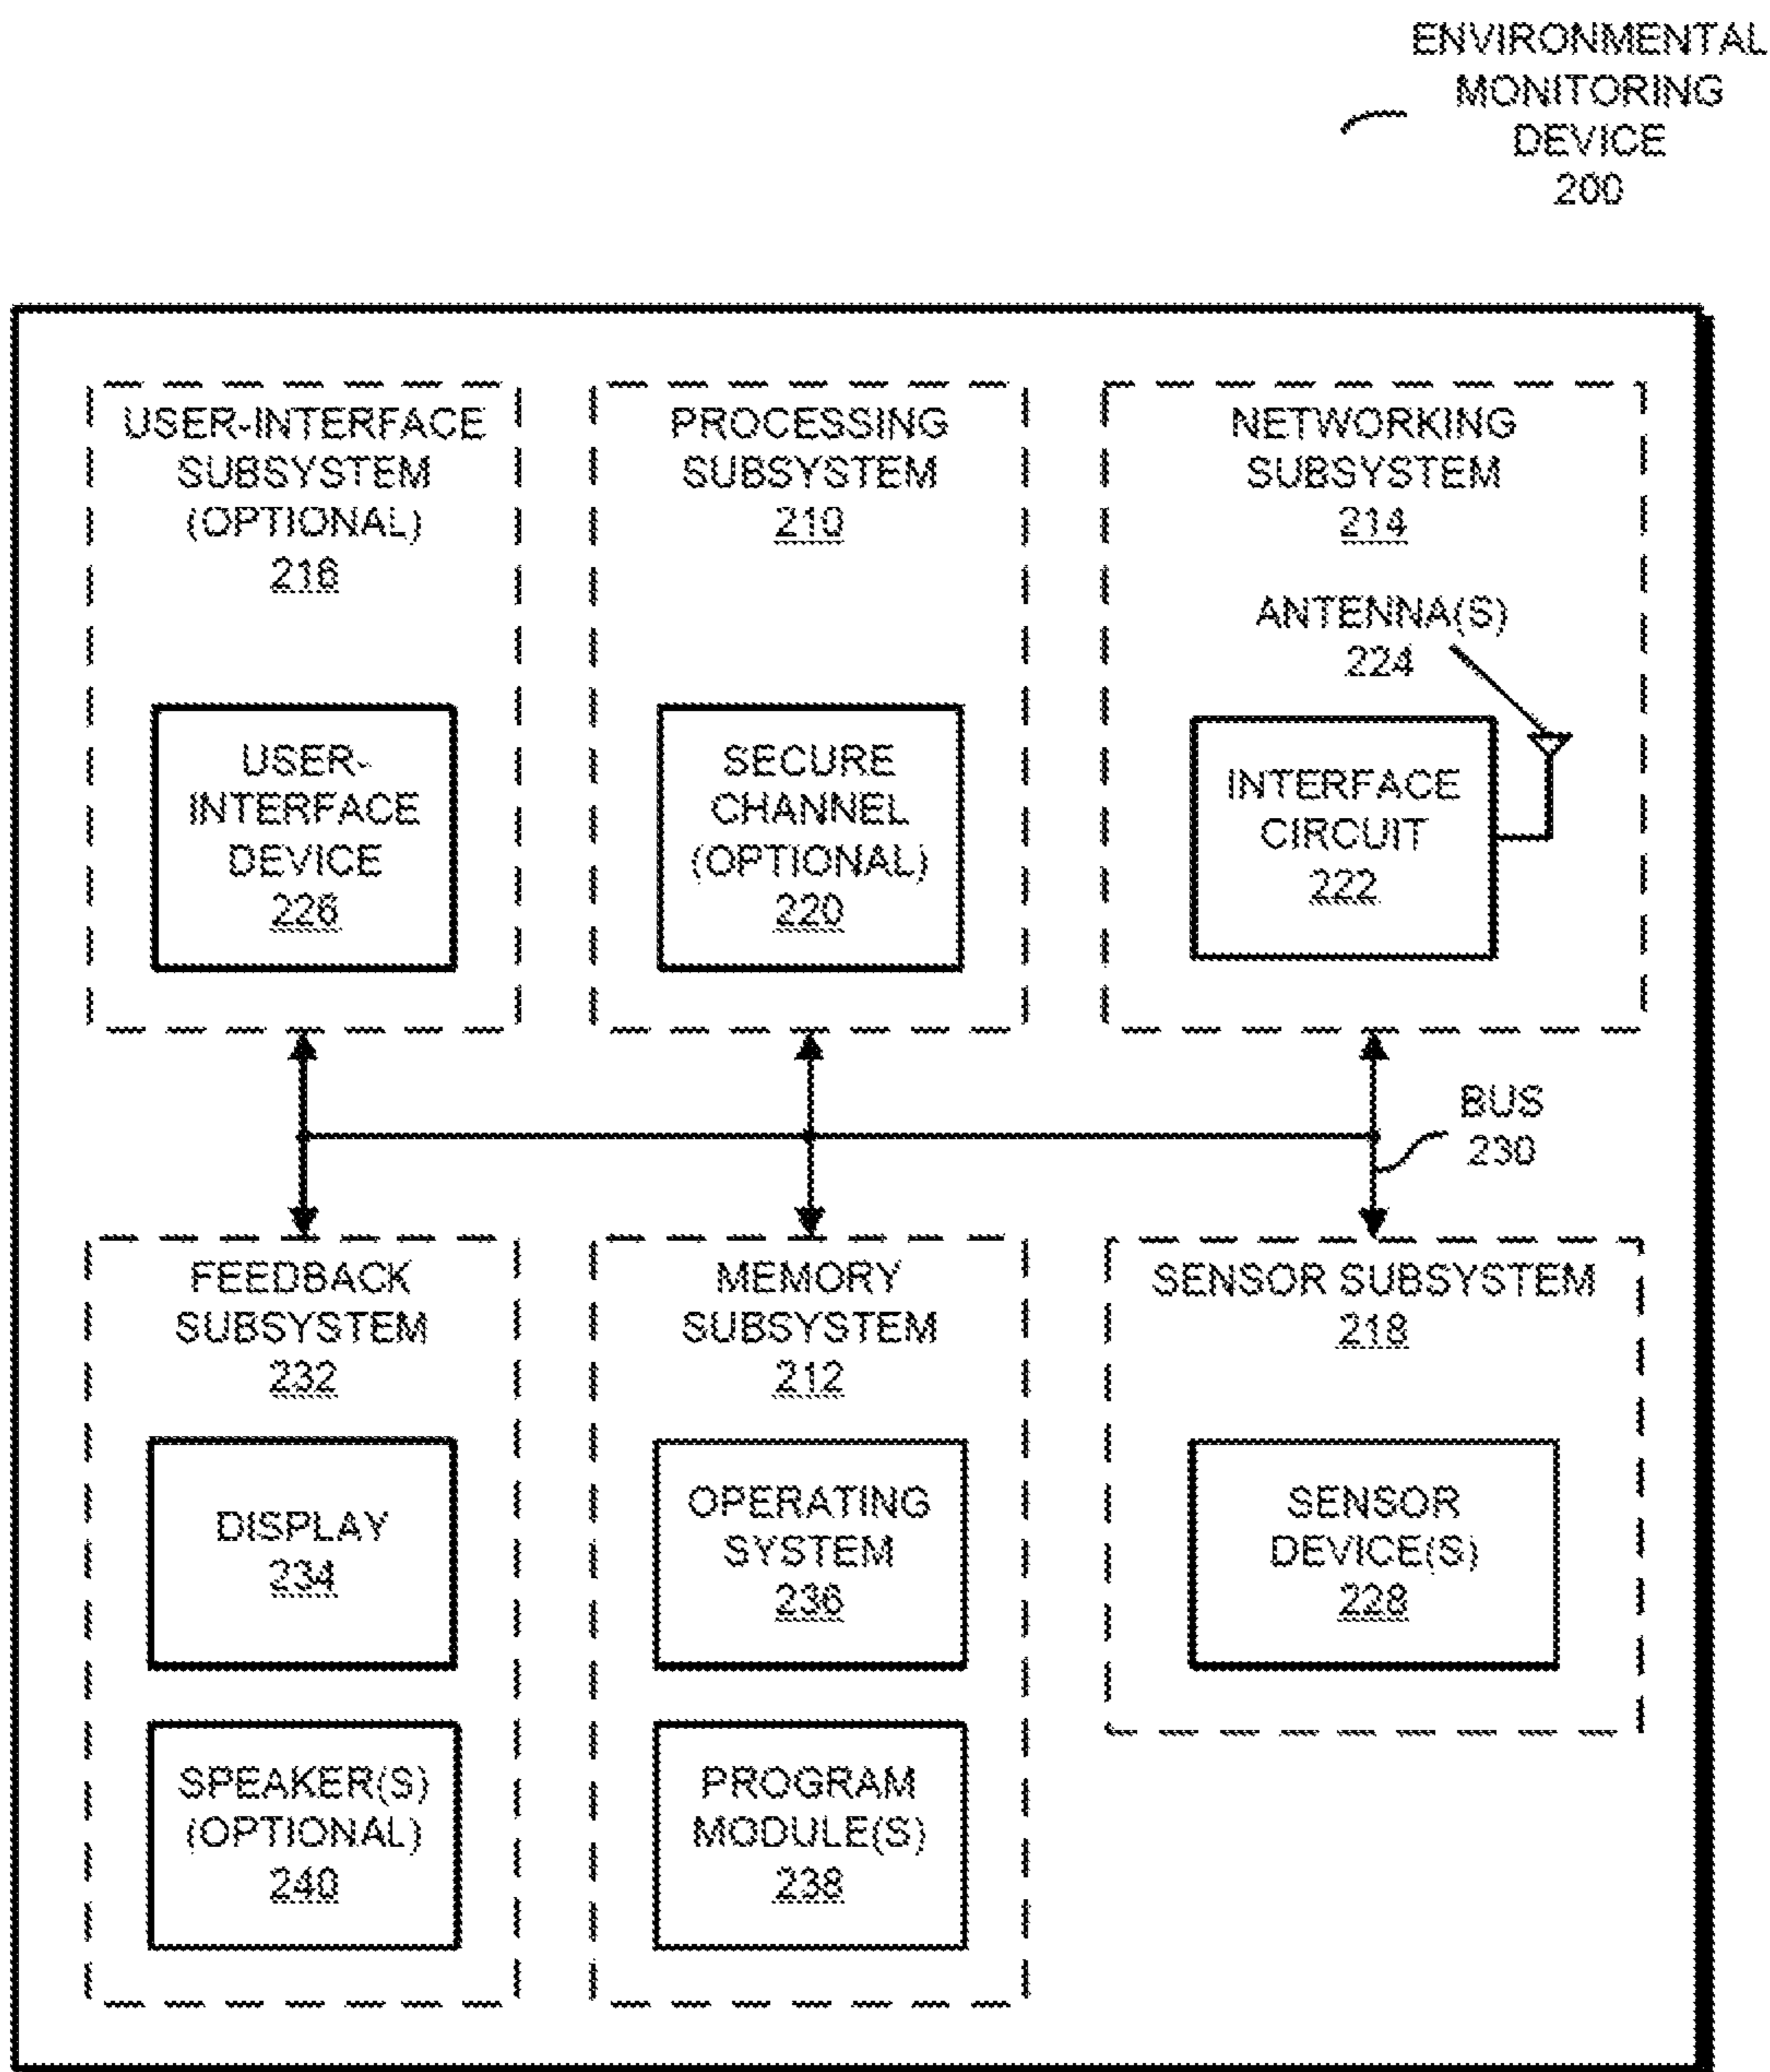 ENVIRONMENTAL
MONITORING
DEVICE
200
USER-INTERFACE
SUBSYSTEM
(OPTIONAL)
216
USER-
INTERFACE
DEVICE
226
PROCESSING
SUBSYSTEM
210
SECURE
CHANNEL
(OPTIONAL)
220
NETWORKING
SUBSYSTEM
214
ANTENNA(S)
224
INTERFACE
CIRCUIT
222
BUS
230
FEEDBACK
SUBSYSTEM
232
DISPLAY
234
SPEAKER(S)
(OPTIONAL)
240
MEMORY
SUBSYSTEM
212
OPERATING
SYSTEM
236
PROGRAM
MODULE(S)
238
SENSOR SUBSYSTEM
218
SENSOR
DEVICE(S)
228